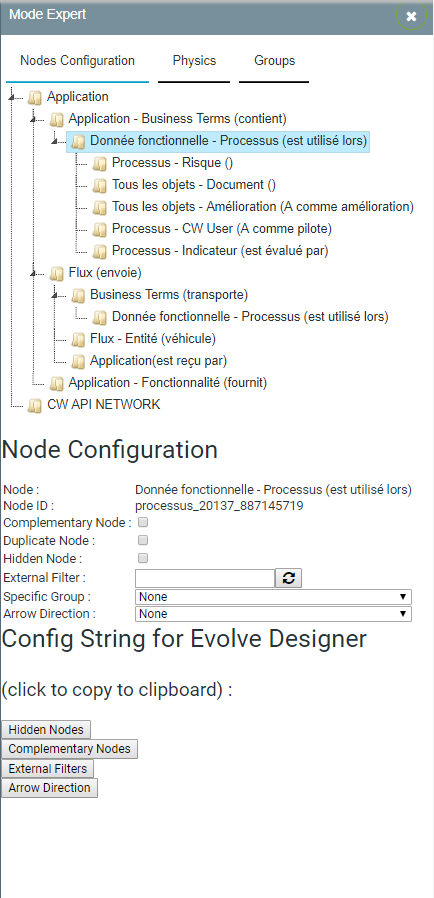 Mode Expert
Nodes Configuration Physics Groups
Application
Application - Business Terms (contient)
Donnée fonctionnelle - Processus (est utilisé lors)
Processus - Risque ()
Tous les objets - Document ()
Tous les objets - Amélioration (A comme amélioration)
Processus - CW User (A comme pilote)
Processus - Indicateur (est évalué par)
Flux (envoie)
Business Terms (transporte)
Donnée fonctionnelle - Processus (est utilisé lors)
Flux - Entité (véhicule)
Application(est reçu par)
Application - Fonctionnalité (fournit)
CW API NETWORK
Node Configuration
Node : Donnée fonctionnelle - Processus (est utilisé lors)
Node ID : processus_20137_887145719
Complementary Node :
Duplicate Node :
Hidden Node :
External Filter :
Specific Group : None
Arrow Direction : None
Config String for Evolve Designer
(click to copy to clipboard) :
Hidden Nodes
Complementary Nodes
External Filters
Arrow Direction